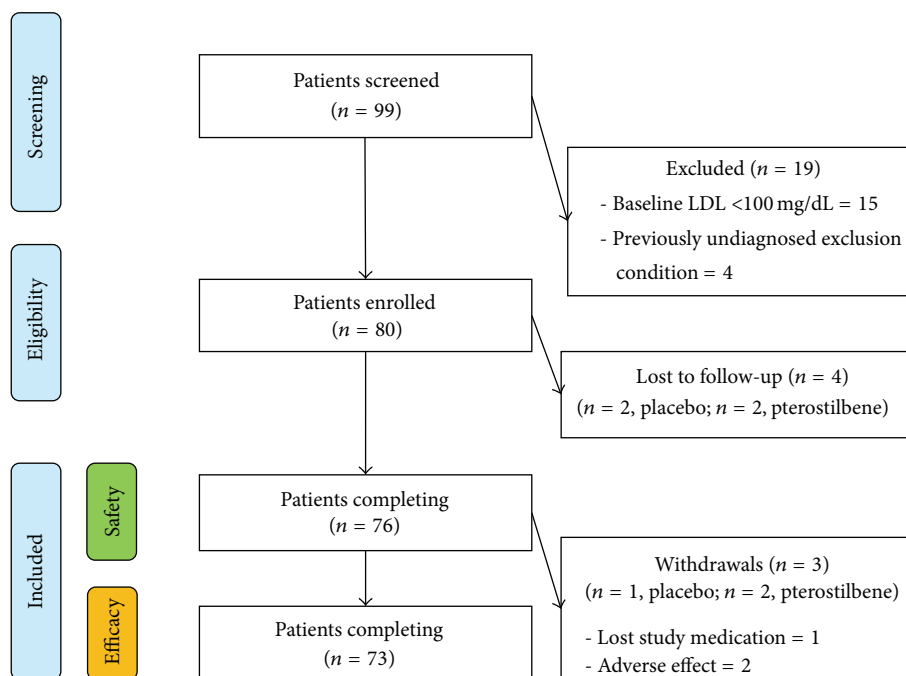 Screening
Patients screened
(n = 99)
Excluded (n = 19)
- Baseline LDL <100 mg/dL = 15
- Previously undiagnosed exclusion
condition = 4
Eligibility
Patients enrolled
(n = 80)
Lost to follow-up (n = 4)
(n = 2, placebo; n = 2, pterostilbene)
Included
Safety
Patients completing
(n = 76)
Withdrawals (n = 3)
(n = 1, placebo; n = 2, pterostilbene)
- Lost study medication = 1
- Adverse effect = 2
Efficacy
Patients completing
(n = 73)